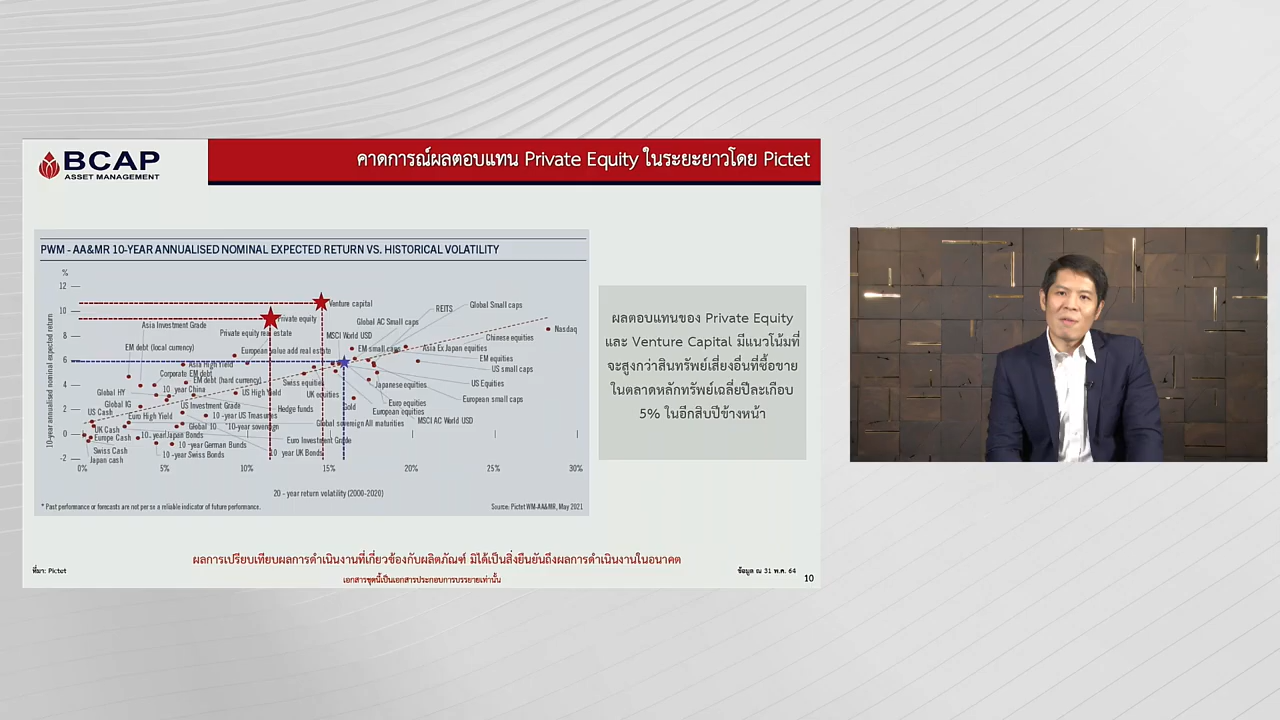 BCAP
ASSET MANAGEMENT
คาดการณ์ผลตอบแทน Private Equity ในระยะยาวโดย Pictet
PWM - AA&MR 10-YEAR ANNUALISED NOMINAL EXPECTED RETURN VS. HISTORICAL VOLATILITY
%
12
10
8
6
4
2
0
-2
10-year annualised nominal expected return
Venture capital
Private equity
Private equity real estate
European value add real estate
Asia Investment Grade
EM debt (local currency)
Asia High Yield
Corporate EM debt
EM debt (hard currency)
Global HY
10 year China
Global IG
US High Yield
US Investment Grade
US Cash
Euro High Yield
10 -year US Treasures
UK Cash
Europe Cash
Global 10 -10year sovereign
10 -year Japan Bonds
10 -year German Bunds
Swiss Cash
10 -year Swiss Bonds
Japan cash
REITS
Global Small caps
Global AC Small caps
MSCI World USD
Nasdaq
Chinese equities
EM small caps
Asia Ex Japan equities
EM equities
US small caps
Swiss equities
Japanese equities
US Equities
UK equities
European small caps
Euro equities
Gold
European equities
Hedge funds
Global sovereign All maturities
MSCI AC World USD
Euro Investment Grade
10 year UK Bonds
0%
5%
10%
15%
20%
25%
30%
20 - year return volatility (2000-2020)
* Past performance or forecasts are not per se a reliable indicator of future performance.
Source: Pictet WM-AA&MR, May 2021
ผลตอบแทนของ Private Equity
และ Venture Capital มีแนวโน้มที่
จะสูงกว่าสินทรัพย์เสี่ยงอื่นที่ซื้อขาย
ในตลาดหลักทรัพย์เฉลี่ยปีละเกือบ
5% ในอีกสิบปีข้างหน้า
ผลการเปรียบเทียบผลการดำเนินงานที่เกี่ยวข้องกับผลิตภัณฑ์ มิได้เป็นสิ่งยืนยันถึงผลการดำเนินงานในอนาคต
ที่มา: Pictet
ข้อมูล ณ 31 พ.ค. 64
เอกสารชุดนี้เป็นเอกสารประกอบการบรรยายเท่านั้น
10